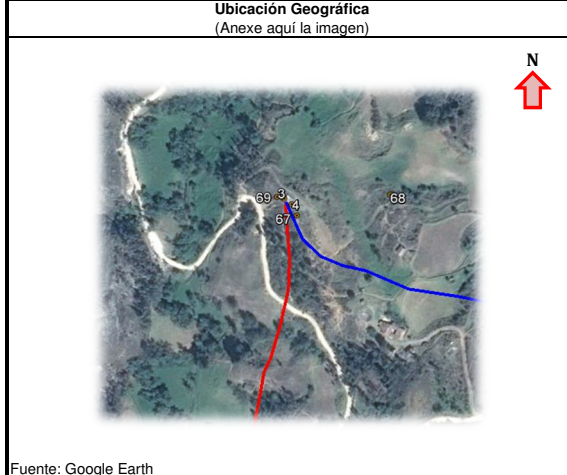 Ubicación Geográfica
(Anexe aquí la imagen)
N
69 3
4
67
68
Fuente: Google Earth